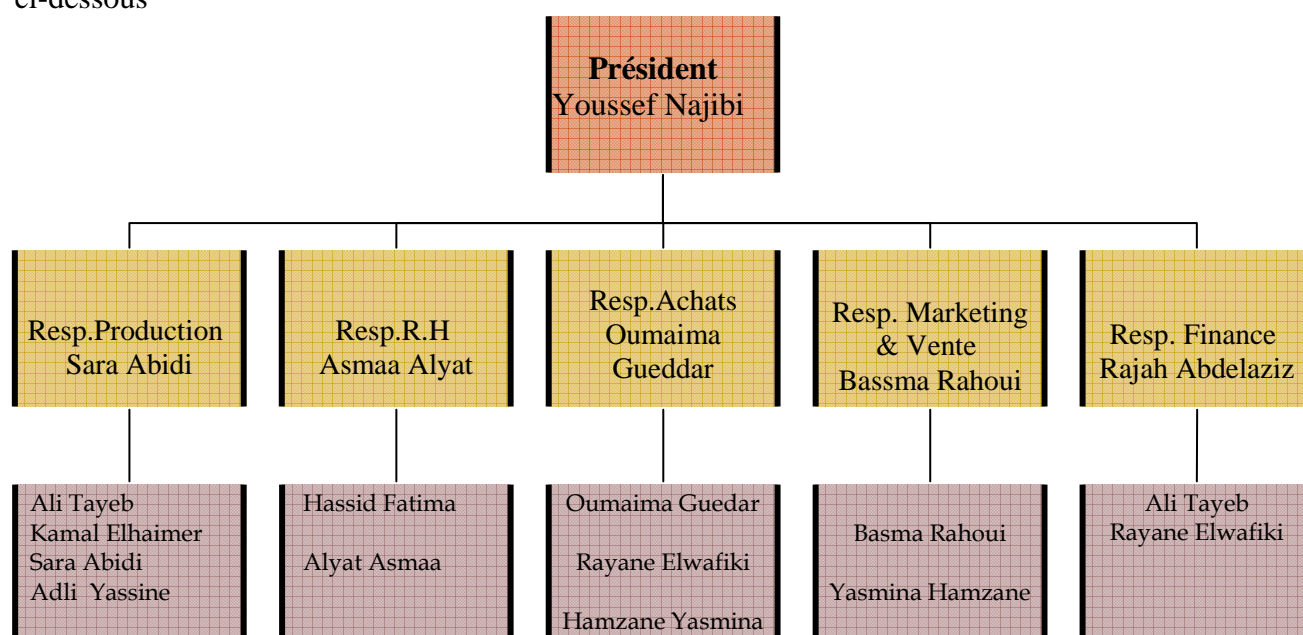 ci-dessous
Président
Youssef Najibi
Resp.Production
Sara Abidi
Resp.R.H
Asmaa Alyat
Resp.Achats
Oumaima
Gueddar
Resp. Marketing
& Vente
Bassma Rahoui
Resp. Finance
Rajah Abdelaziz
Ali Tayeb
Kamal Elhaimer
Sara Abidi
Adli Yassine
Hassid Fatima
Alyat Asmaa
Oumaima Guedar
Rayane Elwafiki
Hamzane Yasmina
Basma Rahoui
Yasmina Hamzane
Ali Tayeb
Rayane Elwafiki